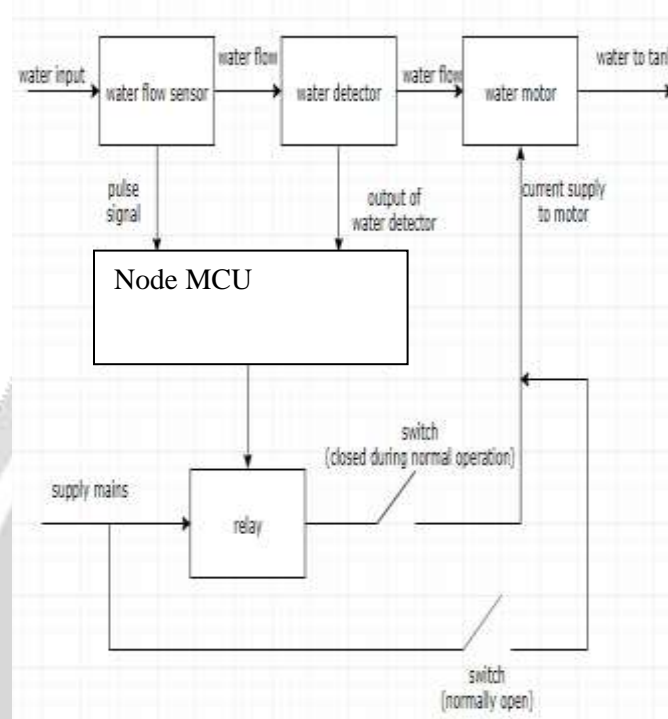 water input
water flow sensor
water flow
water detector
water flow
water motor
water to tank
pulse
signal
output of
water detector
current supply
to motor
Node MCU
switch
(closed during normal operation)
supply mains
relay
switch
(normally open)